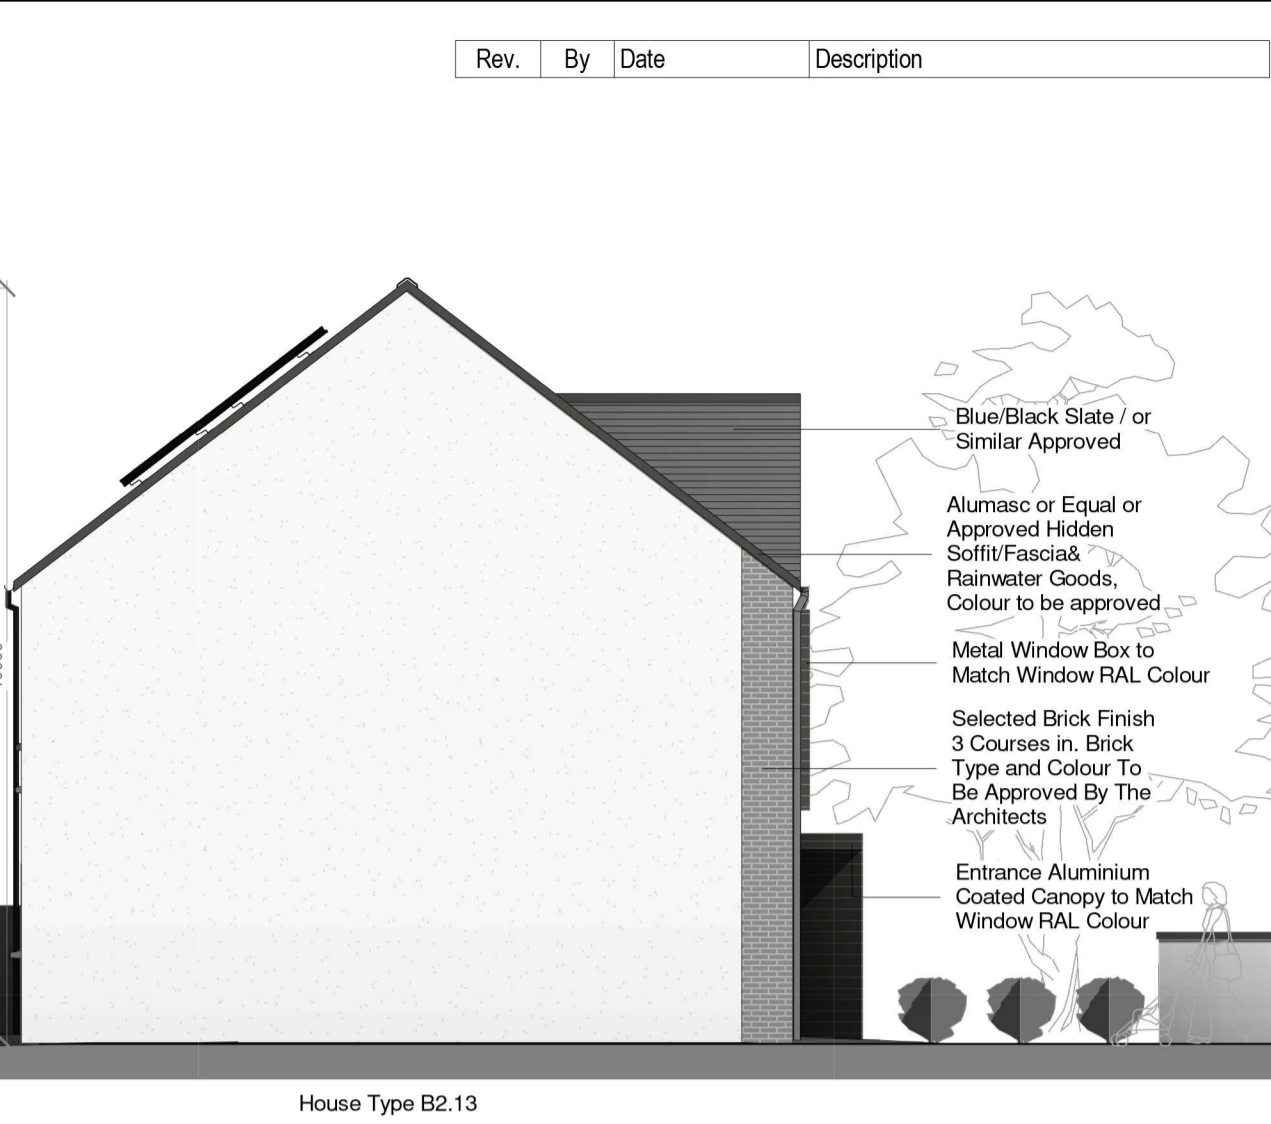 Rev. By Date Description
Blue/Black Slate / or
Similar Approved
Alumasc or Equal or
Approved Hidden
Soffit/Fascia&
Rainwater Goods,
Colour to be approved
Metal Window Box to
Match Window RAL Colour
Selected Brick Finish
3 Courses in. Brick
Type and Colour To
Be Approved By The
Architects
Entrance Aluminium
Coated Canopy to Match
Window RAL Colour
House Type B2.13